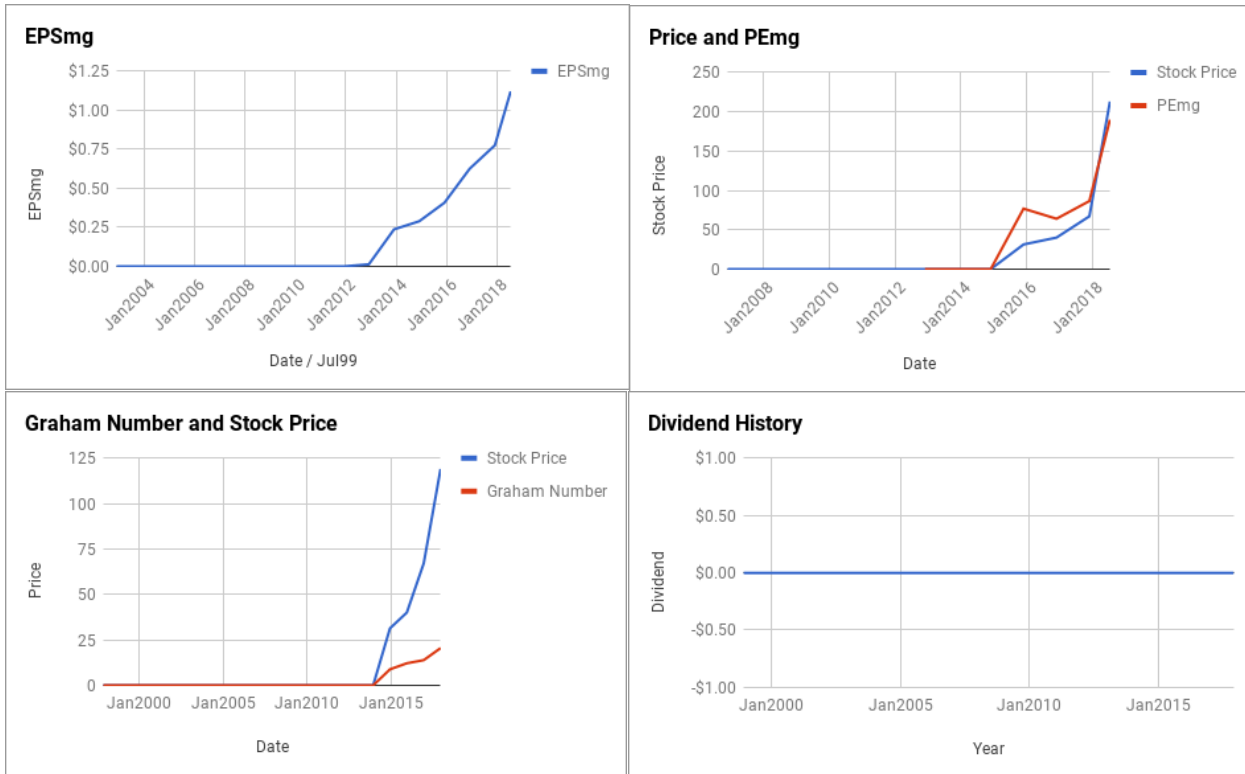 EPSmg
EPSmg
$1.25
$1.00
$0.75
$0.50
$0.25
$0.00
EPSmg
Jan2004
Jan2006
Jan2008
Jan2010
Jan2012
Jan2014
Jan2016
Jan2018
Date / Jul99
Price and PEmg
Stock Price
PEmg
250
200
150
100
50
0
Stock Price
Jan2008
Jan2010
Jan2012
Jan2014
Jan2016
Jan2018
Date
Graham Number and Stock Price
Stock Price
Graham Number
125
100
75
50
25
0
Price
Jan2000
Jan2005
Jan2010
Jan2015
Date
Dividend History
$1.00
$0.50
$0.00
-$0.50
-$1.00
Dividend
Jan2000
Jan2005
Jan2010
Jan2015
Year